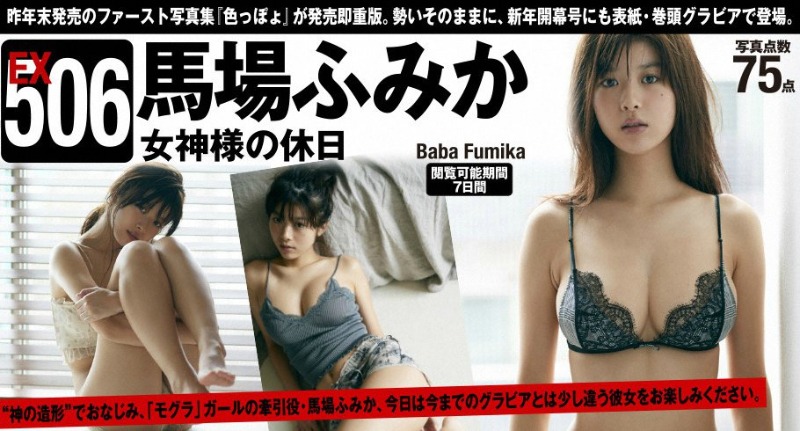 昨年末発売のファースト写真集『色っぽょ』が発売即重版。勢いそのままに、新年開幕号にも表紙・巻頭グラビアで登場。
EX
506
馬場ふみか
女神様の休日
Baba Fumika
閲覧可能期間
7日間
写真点数
75点
“神の造形”でおなじみ、「モグラ」ガールの牽引役・馬場ふみか、今日は今までのグラビアとは少し違う彼女をお楽しみください。